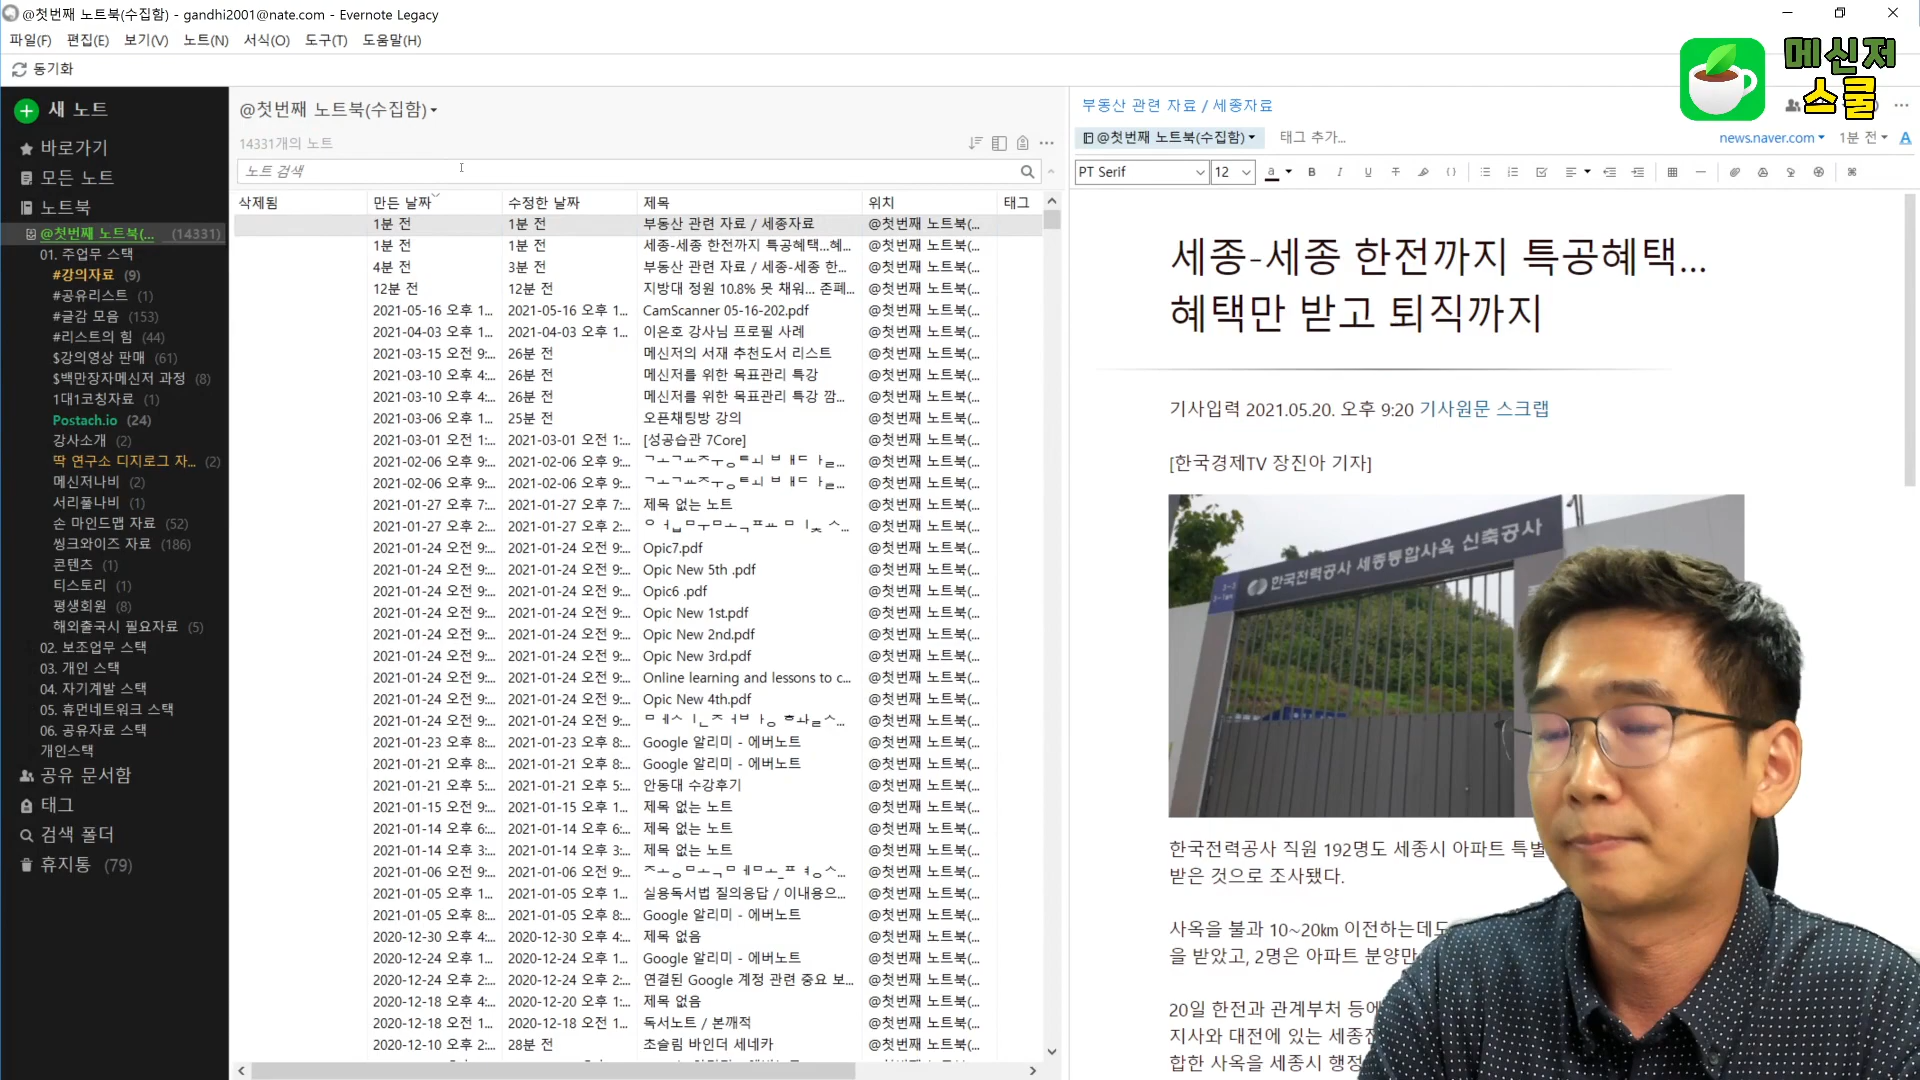 @첫번째 노트북(수집함) - gandhi2001@nate.com - Evernote Legacy
파일(F) 편집(E) 보기(V) 노트(N) 서식(O) 도구(T) 도움말(H)
동기화
메신저
스쿨
새 노트
바로가기
모든 노트
노트북
@첫번째 노트북(... (14331)
01. 주업무 스택
#강의자료 (9)
#공유리스트 (1)
#글감 모음 (153)
#리스트의 힘 (44)
$강의영상 판매 (61)
$백만장자메신저 과정 (8)
1대1코칭자료 (1)
Postach.io (24)
강사소개 (2)
딱 연구소 디지로그 자... (2)
메신저나비 (2)
서리풀나비 (1)
손 마인드맵 자료 (52)
씽크와이즈 자료 (186)
콘텐츠 (1)
티스토리 (1)
평생회원 (8)
해외출국시 필요자료 (5)
02. 보조업무 스택
03. 개인 스택
04. 자기계발 스택
05. 휴먼네트워크 스택
06. 공유자료 스택
개인스택
공유 문서함
태그
검색 폴더
휴지통 (79)
@첫번째 노트북(수집함)
14331개의 노트
노트 검색
삭제됨 만든 날짜 수정한 날짜 제목 위치 태그
1분 전 1분 전 부동산 관련 자료 / 세종자료 @첫번째 노트북(...
1분 전 1분 전 세종-세종 한전까지 특공혜택...혜... @첫번째 노트북(...
4분 전 3분 전 부동산 관련 자료 / 세종-세종 한... @첫번째 노트북(...
12분 전 12분 전 지방대 정원 10.8% 못 채워... 존폐... @첫번째 노트북(...
2021-05-16 오후 1... 2021-05-16 오후 1... CamScanner 05-16-202.pdf @첫번째 노트북(...
2021-04-03 오후 1... 2021-04-03 오후 1... 이은호 강사님 프로필 사례 @첫번째 노트북(...
2021-03-15 오전 9:... 26분 전 메신저의 서재 추천도서 리스트 @첫번째 노트북(...
2021-03-10 오후 4:... 26분 전 메신저를 위한 목표관리 특강 @첫번째 노트북(...
2021-03-10 오후 4:... 26분 전 메신저를 위한 목표관리 특강 깜... @첫번째 노트북(...
2021-03-06 오후 1... 25분 전 오픈채팅방 강의 @첫번째 노트북(...
2021-03-01 오전 1:... 2021-03-01 오전 1:... [성공습관 7Core] @첫번째 노트북(...
2021-02-06 오후 9:... 2021-02-06 오후 9:... @첫번째 노트북(...
2021-02-06 오후 9:... 2021-02-06 오후 9:... @첫번째 노트북(...
2021-01-27 오후 7:... 2021-01-27 오후 7:... 제목 없는 노트 @첫번째 노트북(...
2021-01-27 오후 2:... 2021-01-27 오후 2:... @첫번째 노트북(...
2021-01-24 오전 9:... 2021-01-24 오전 9:... Opic7.pdf @첫번째 노트북(...
2021-01-24 오전 9:... 2021-01-24 오전 9:... Opic New 5th .pdf @첫번째 노트북(...
2021-01-24 오전 9:... 2021-01-24 오전 9:... Opic6 .pdf @첫번째 노트북(...
2021-01-24 오전 9:... 2021-01-24 오전 9:... Opic New 1st.pdf @첫번째 노트북(...
2021-01-24 오전 9:... 2021-01-24 오전 9:... Opic New 2nd.pdf @첫번째 노트북(...
2021-01-24 오전 9:... 2021-01-24 오전 9:... Opic New 3rd.pdf @첫번째 노트북(...
2021-01-24 오전 9:... 2021-01-24 오전 9:... Online learning and lessons to c... @첫번째 노트북(...
2021-01-24 오전 9:... 2021-01-24 오전 9:... Opic New 4th.pdf @첫번째 노트북(...
2021-01-24 오전 9:... 2021-01-24 오전 9:... @첫번째 노트북(...
2021-01-23 오후 8:... 2021-01-23 오후 8:... Google 알리미 - 에버노트 @첫번째 노트북(...
2021-01-21 오후 8:... 2021-01-21 오후 8:... Google 알리미 - 에버노트 @첫번째 노트북(...
2021-01-21 오후 5:... 2021-01-21 오후 5:... 안동대 수강후기 @첫번째 노트북(...
2021-01-15 오전 9:... 2021-01-15 오후 1... 제목 없는 노트 @첫번째 노트북(...
2021-01-14 오후 6:... 2021-01-14 오후 6:... 제목 없는 노트 @첫번째 노트북(...
2021-01-14 오후 3:... 2021-01-14 오후 3:... 제목 없는 노트 @첫번째 노트북(...
2021-01-06 오전 9:... 2021-01-06 오전 9:... @첫번째 노트북(...
2021-01-05 오후 1... 2021-01-05 오후 1... 실용독서법 질의응답 / 이내용으... @첫번째 노트북(...
2021-01-05 오후 8:... 2021-01-05 오후 8:... Google 알리미 - 에버노트 @첫번째 노트북(...
2020-12-30 오후 4:... 2020-12-30 오후 4:... 제목 없음 @첫번째 노트북(...
2020-12-24 오후 1... 2020-12-24 오후 1... Google 알리미 - 에버노트 @첫번째 노트북(...
2020-12-24 오후 2:... 2020-12-24 오후 2:... 연결된 Google 계정 관련 중요 보... @첫번째 노트북(...
2020-12-18 오후 4:... 2020-12-20 오후 1:... 제목 없음 @첫번째 노트북(...
2020-12-18 오전 1... 2020-12-18 오전 1... 독서노트 / 본깨적 @첫번째 노트북(...
2020-12-10 오후 2:... 28분 전 초슬림 바인더 세네카 @첫번째 노트북(...
부동산 관련 자료 / 세종자료
@첫번째 노트북(수집함) 태그 추가... news.naver.com 1분 전
PT Serif 12
세종-세종 한전까지 특공혜택...
혜택만 받고 퇴직까지
기사입력 2021.05.20. 오후 9:20 기사원문 스크랩
[한국경제TV 장진아 기자]
한국전력공사 세종통합사옥 신축공사
한국전력공사 직원 192명도 세종시 아파트 특별
받은 것으로 조사됐다.
사옥을 불과 10~20㎞ 이전하는데도
을 받았고, 2명은 아파트 분양만
20일 한전과 관계부처 등에
지사와 대전에 있는 세종
합한 사옥을 세종시 행정